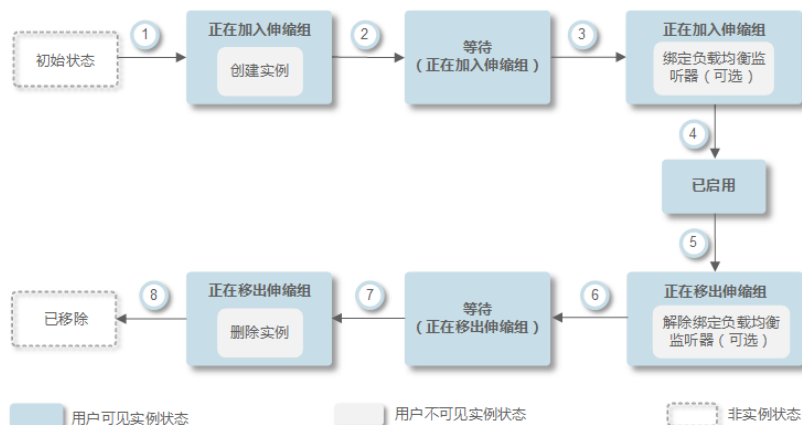 正在加入伸缩组
创建实例
等待
（正在加入伸缩组）
正在加入伸缩组
绑定负载均衡监
听器（可选）
初始状态
1
2
3
4
已启用
5
正在移出伸缩组
解除绑定负载均衡
监听器（可选）
6
等待
（正在移出伸缩组）
7
正在移出伸缩组
删除实例
8
已移除
用户可见实例状态
用户不可见实例状态
非实例状态